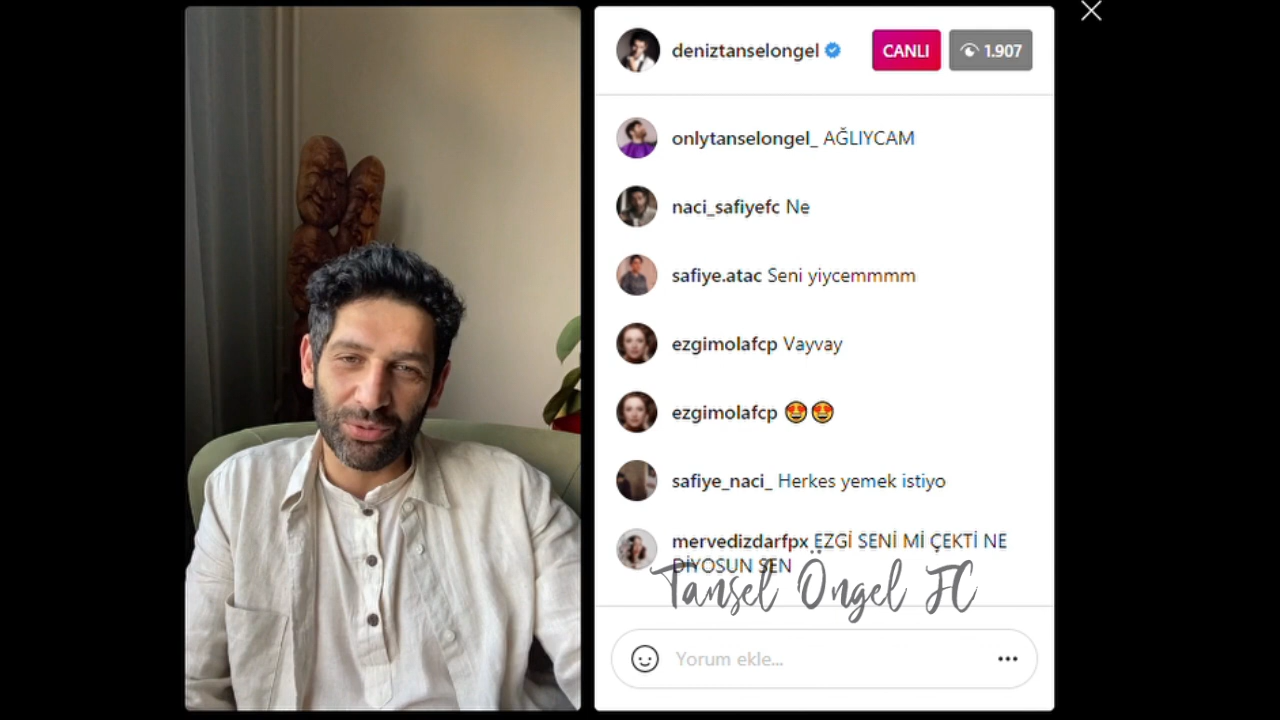 deniztanselongel
CANLI
1.907
onlytanselongel_ AĞLIYCAM
naci_safiyefc Ne
safiye.atac Seni yiycemmmm
ezgimolafcp Vayvay
ezgimolafcp 😍😍
safiye_naci_ Herkes yemek istiyo
mervedizdarfpx EZGİ SENİ Mİ ÇEKTİ NE
DİYOSUN SEN
Tansel Öngel FC
Yorum ekle...